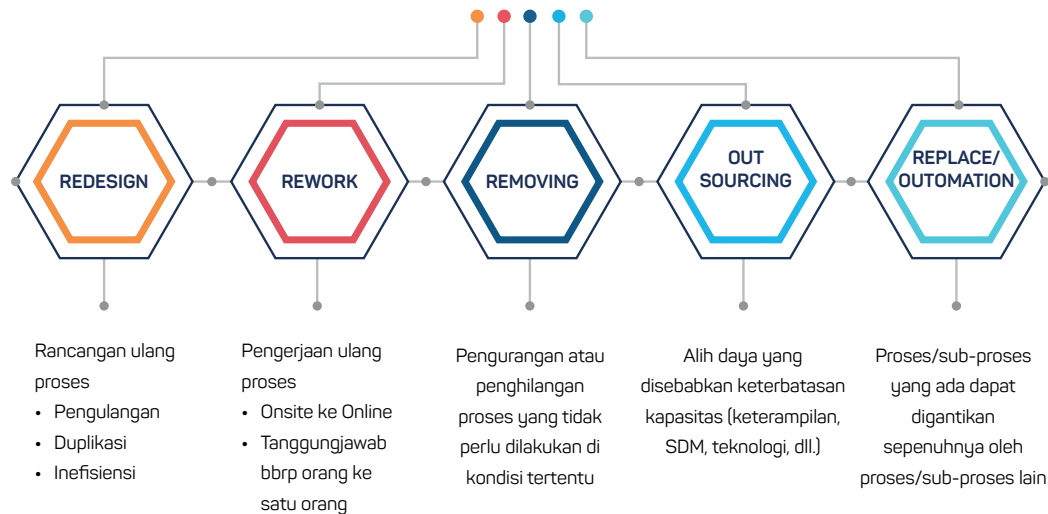 REDESIGN
REWORK
REMOVING
OUT
SOURCING
REPLACE/
OUTOMATION
Rancangan ulang
proses
• Pengulangan
• Duplikasi
• Inefisiensi
Pengerjaan ulang
proses
• Onsite ke Online
• Tanggungjawab
bbrp orang ke
satu orang
Pengurangan atau
penghilangan
proses yang tidak
perlu dilakukan di
kondisi tertentu
Alih daya yang
disebabkan keterbatasan
kapasitas (keterampilan,
SDM, teknologi, dll.)
Proses/sub-proses
yang ada dapat
digantikan
sepenuhnya oleh
proses/sub-proses lain